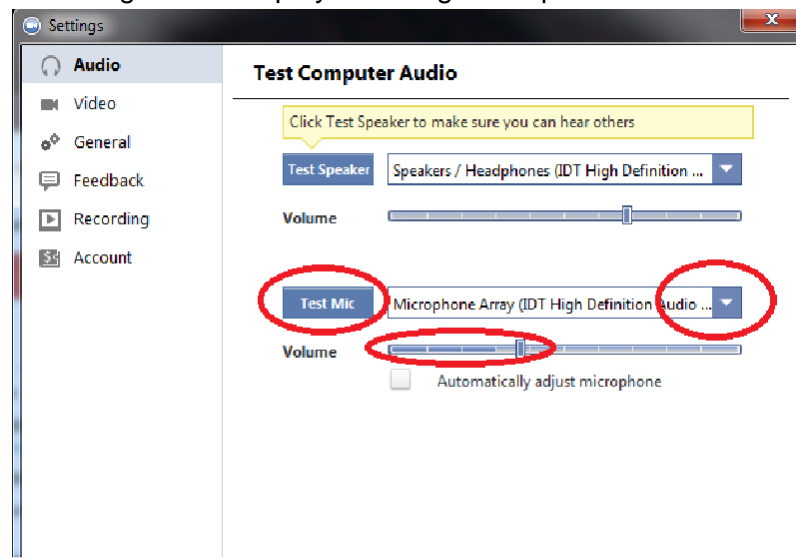 Settings
Audio
Video
General
Feedback
Recording
Account
Test Computer Audio
Click Test Speaker to make sure you can hear others
Test Speaker
Speakers / Headphones (IDT High Definition ...
Volume
Test Mic
Microphone Array (IDT High Definition Audio ...
Volume
Automatically adjust microphone